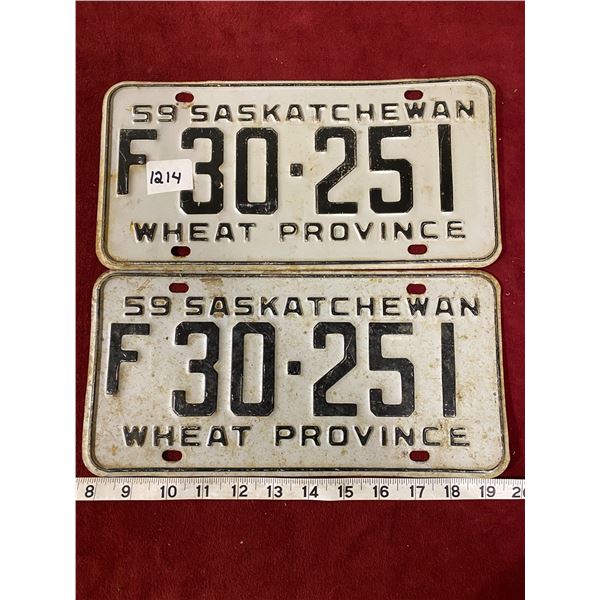 59 SASKATCHEWAN
F 30·251
1214
WHEAT PROVINCE
59 SASKATCHEWAN
F 30·251
WHEAT PROVINCE
8 9 10 11 12 13 14 15 16 17 18 19 20